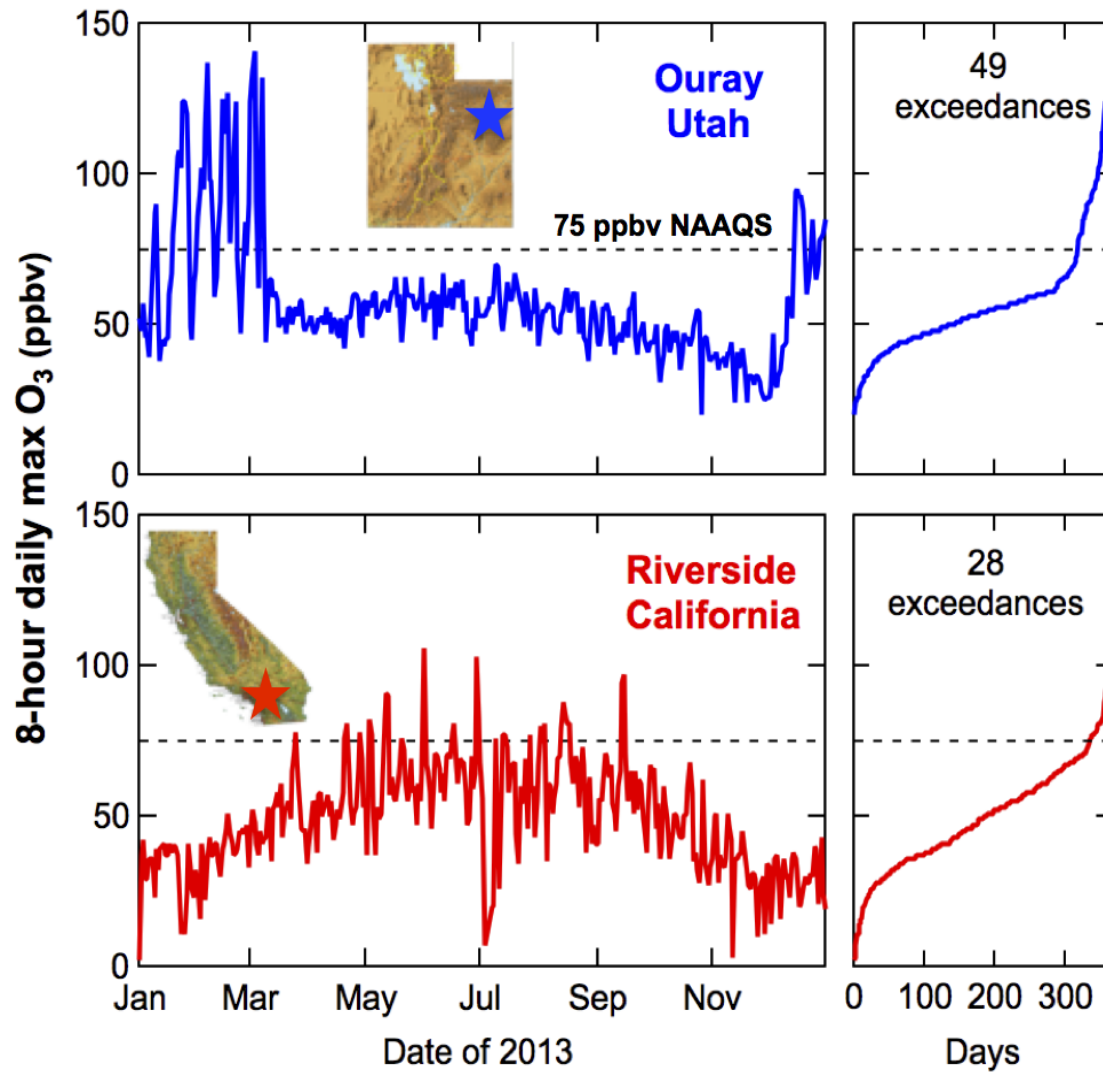 8-hour daily max O₃ (ppbv)
150
100
50
0
Ouray
Utah
75 ppbv NAAQS
49
exceedances
150
100
50
0
Riverside
California
28
exceedances
Jan
Mar
May
Jul
Sep
Nov
0
100
200
300
Date of 2013
Days